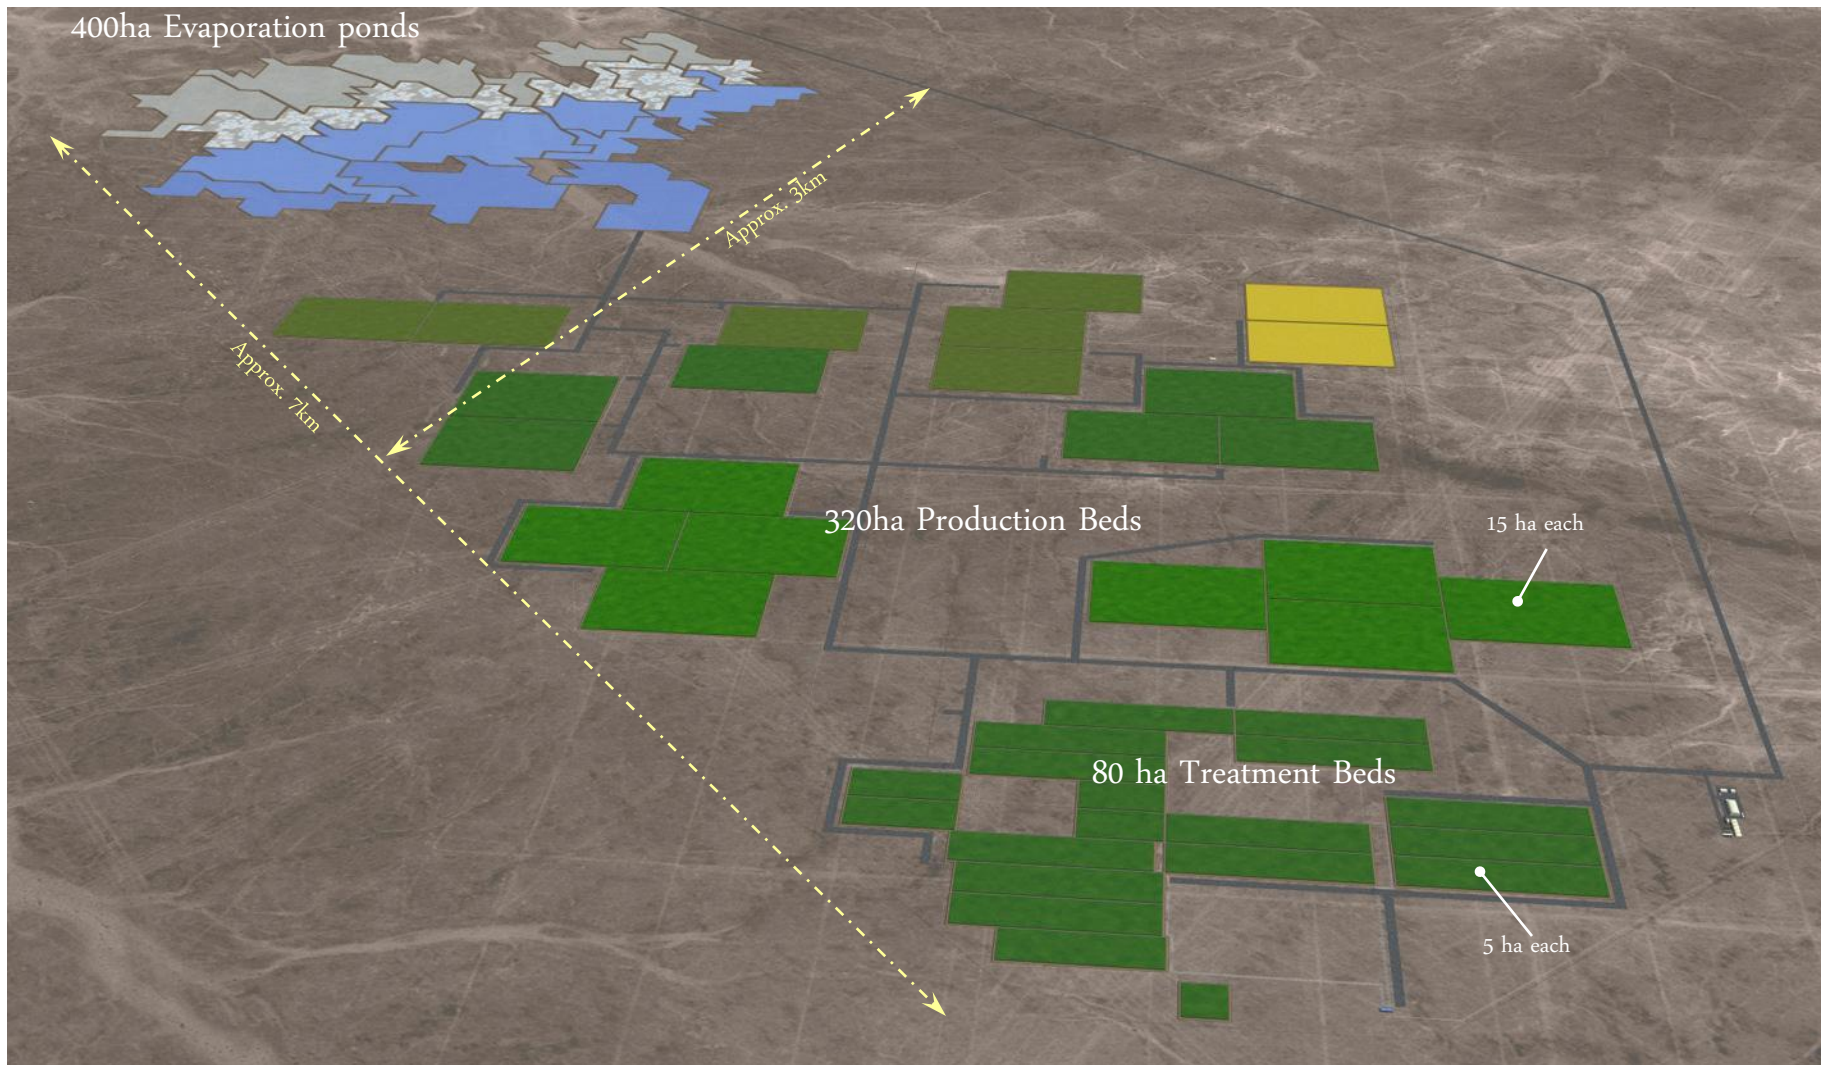 400ha Evaporation ponds
Approx. 3km
Approx. 7km
320ha Production Beds
15 ha each
80 ha Treatment Beds
5 ha each